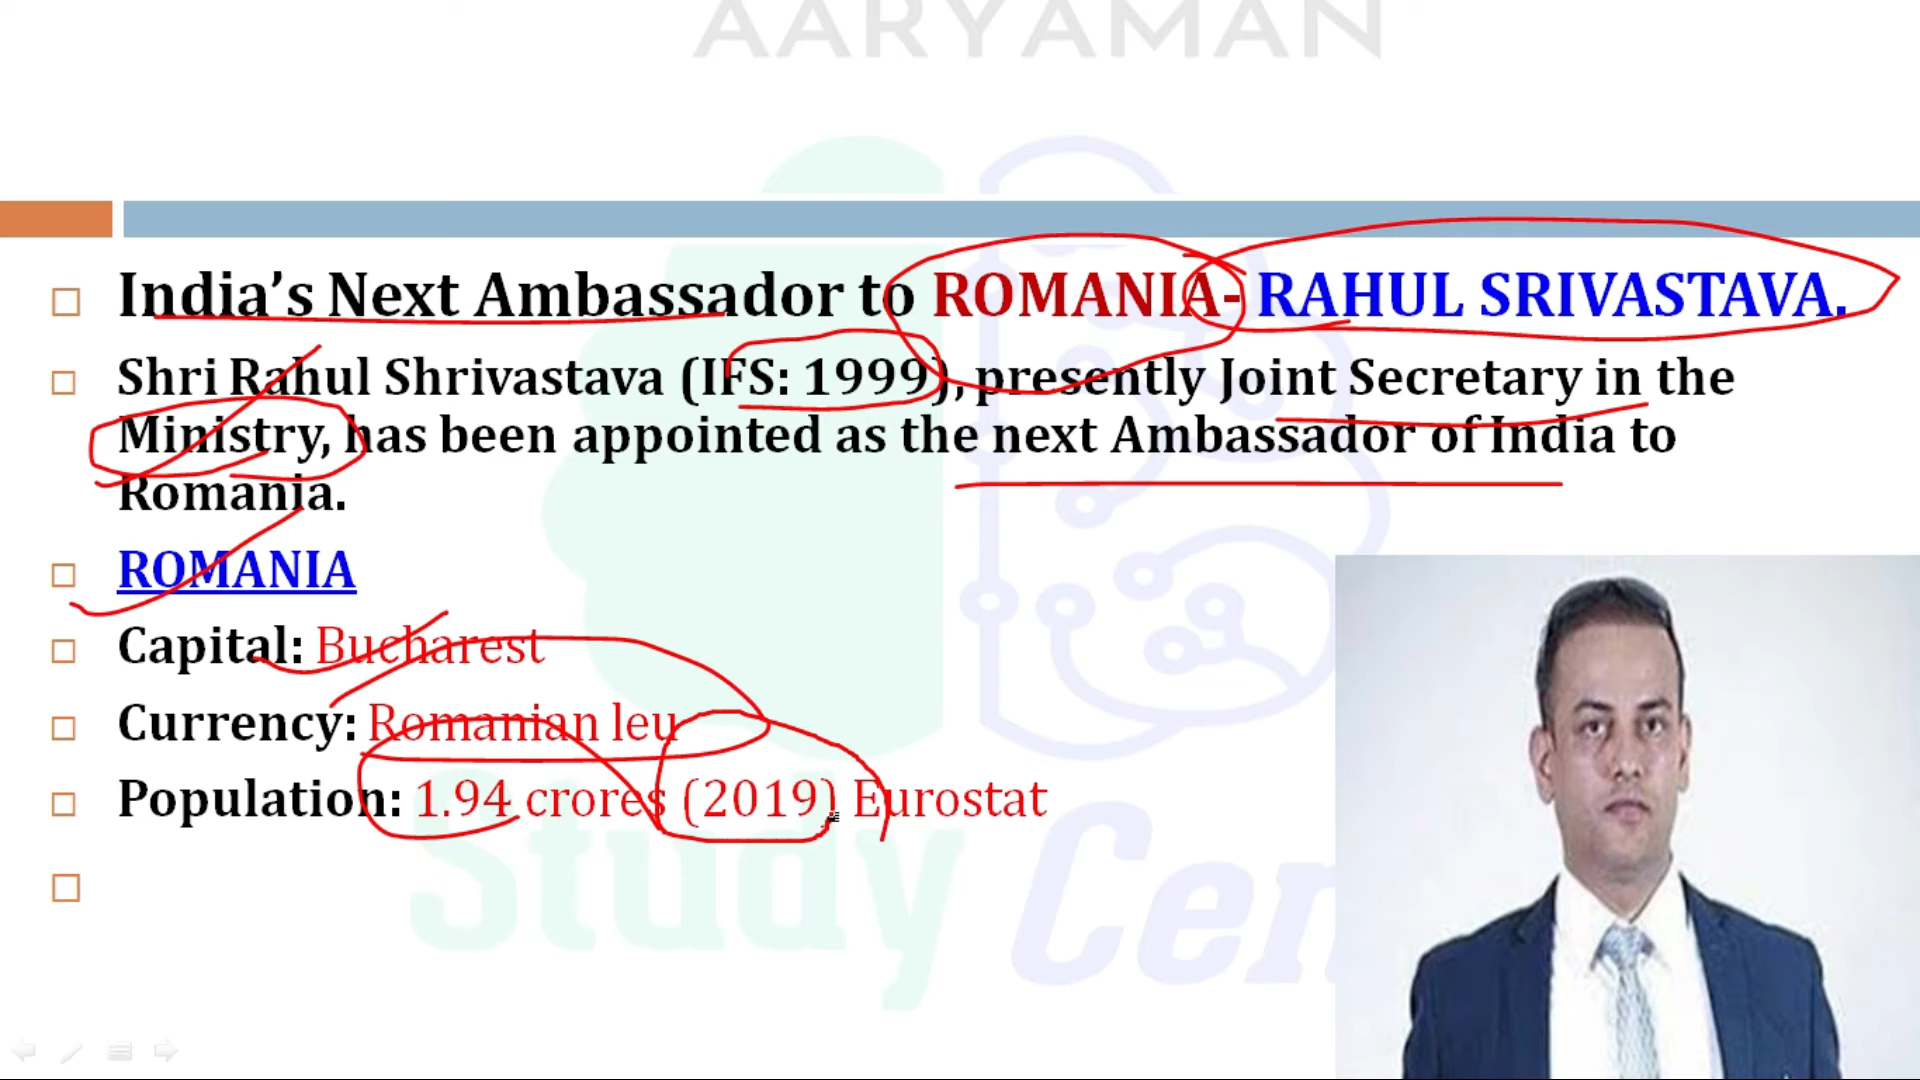 AARYAMAN
India's Next Ambassador to ROMANIA- RAHUL SRIVASTAVA.
Shri Rahul Shrivastava (IFS: 1999), presently Joint Secretary in the
Ministry, has been appointed as the next Ambassador of India to
Romania.
ROMANIA
Capital: Bucharest
Currency: Romanian leu
Population: 1.94 crores (2019) Eurostat
Study Cen